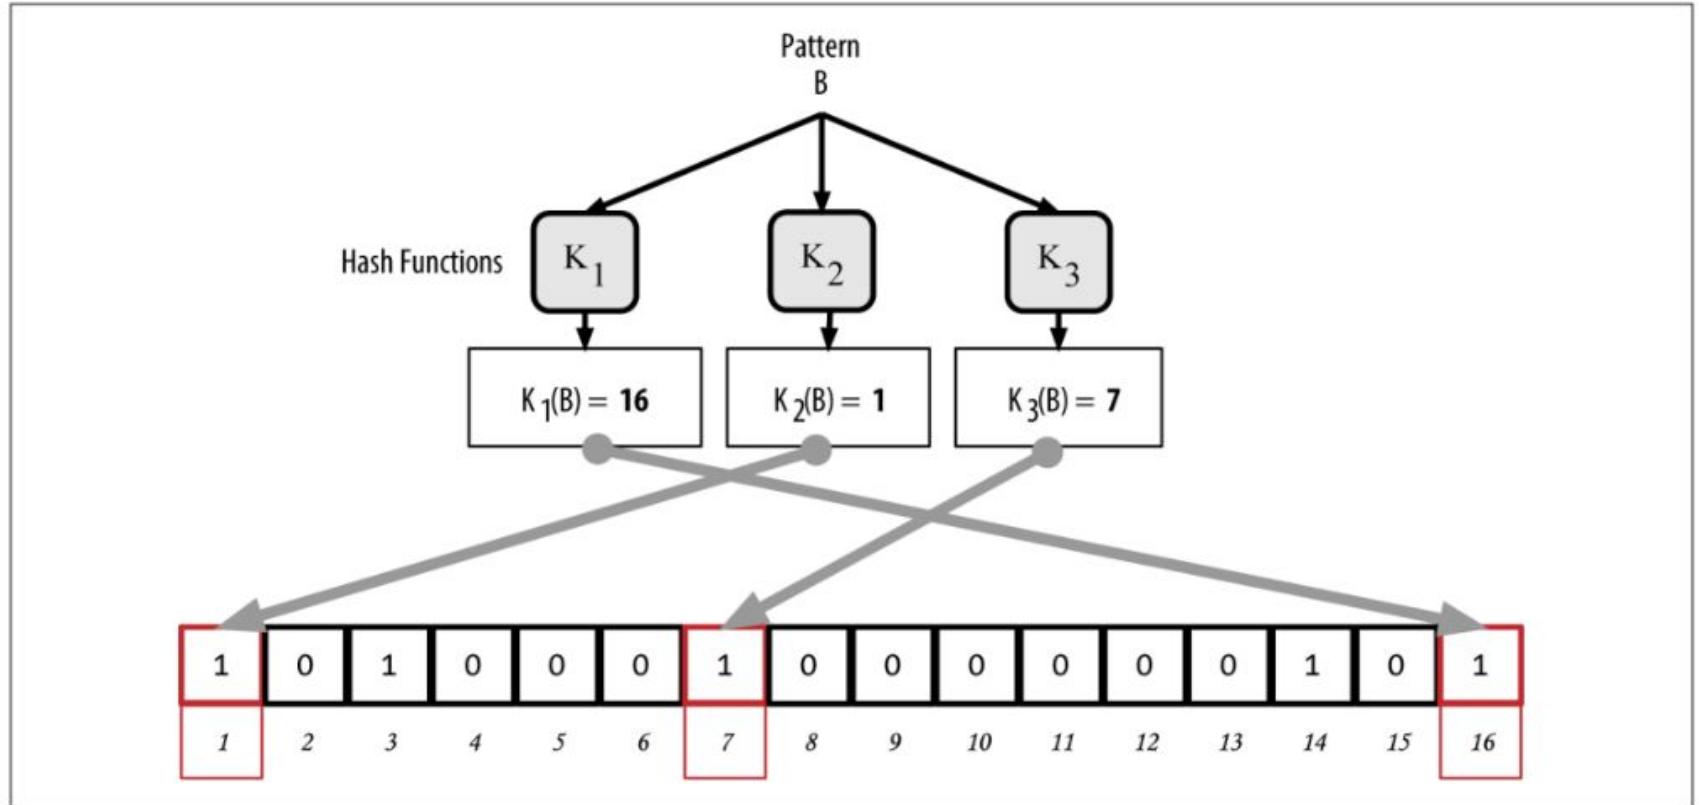 Pattern
B
Hash Functions
K1
K2
K3
K1(B) = 16
K2(B) = 1
K3(B) = 7
1 0 1 0 0 0 1 0 0 0 0 0 0 1 0 1
1 2 3 4 5 6 7 8 9 10 11 12 13 14 15 16